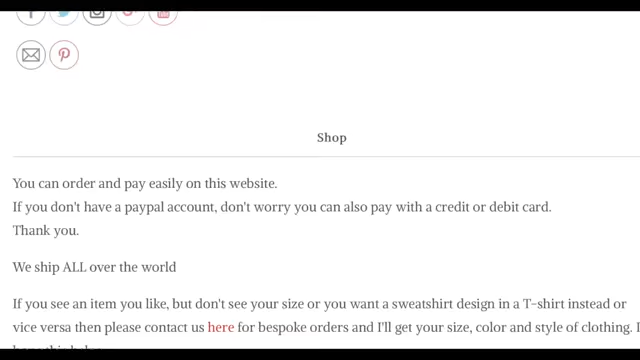 Shop
You can order and pay easily on this website.
If you don't have a paypal account, don't worry you can also pay with a credit or debit card.
Thank you.
We ship ALL over the world
If you see an item you like, but don't see your size or you want a sweatshirt design in a T-shirt instead or
vice versa then please contact us here for bespoke orders and I'll get your size, color and style of clothing. I